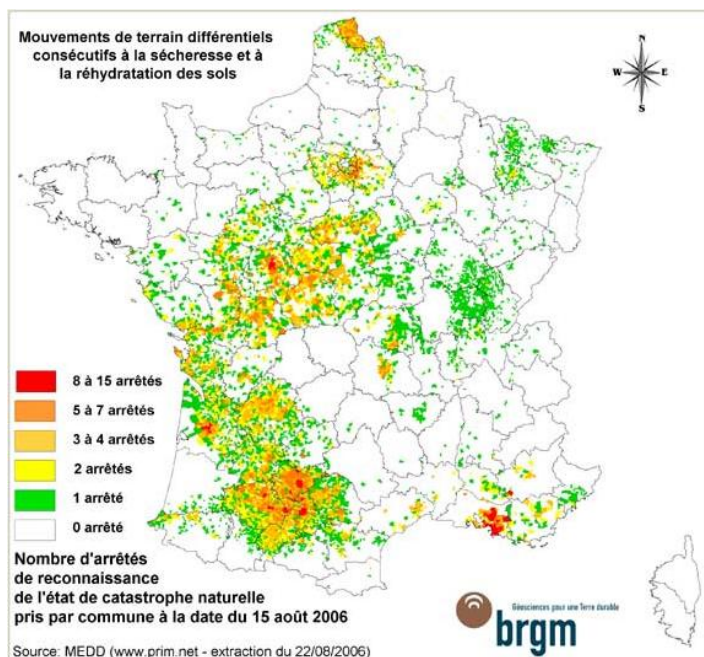 Mouvements de terrain différentiels
consécutifs à la sécheresse et à
la réhydratation des sols
N
W
E
S
8 à 15 arrêtés
5 à 7 arrêtés
3 à 4 arrêtés
2 arrêtés
1 arrêté
0 arrêté
Nombre d'arrêtés
de reconnaissance
de l'état de catastrophe naturelle
pris par commune à la date du 15 août 2006
Géosciences pour une Terre durable
brgm
Source: MEDD (www.prim.net - extraction du 22/08/2006)